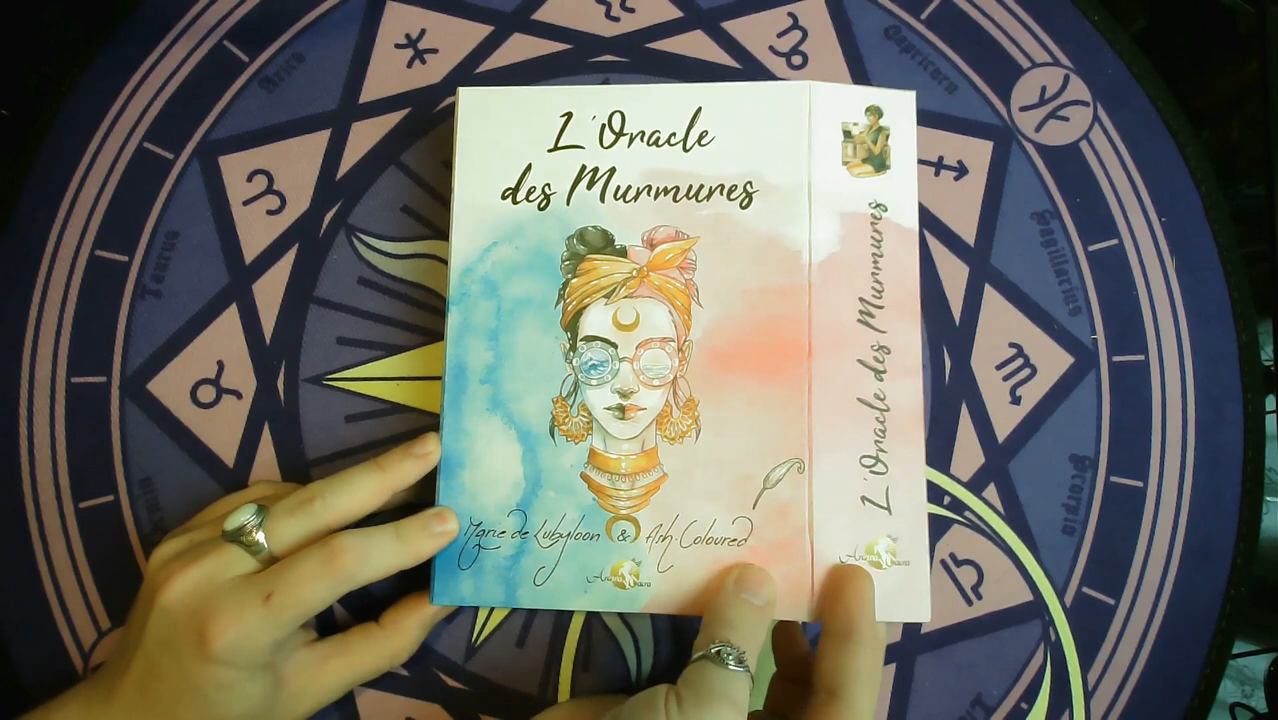 L'Oracle
des Murmures
Marie de Lubyloon & Ash. Coloured
L'Oracle des Murmures
Capricorn
Sagittarius
Scorpio
Taurus